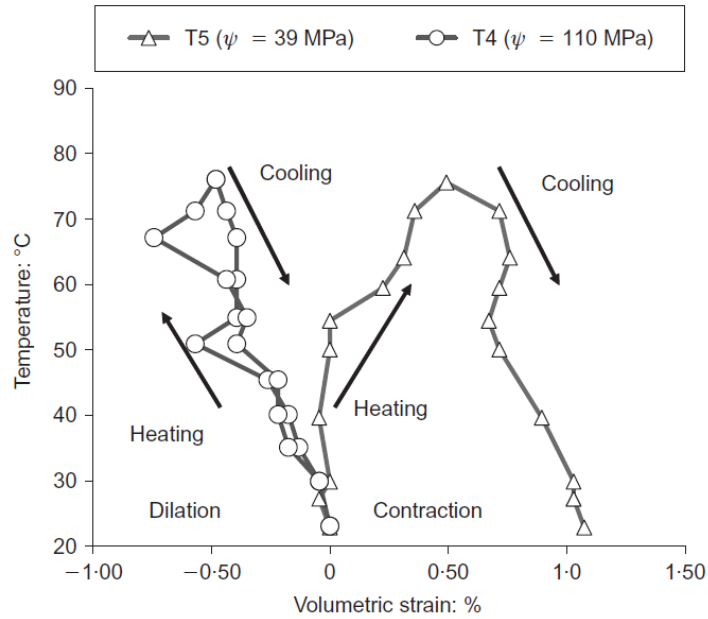 T5 (ψ = 39 MPa) T4 (ψ = 110 MPa)
90
80
70
60
50
40
30
20
Temperature: °C
Cooling
Cooling
Heating
Heating
Dilation
Contraction
−1·00 −0·50 0 0·50 1·0 1·50
Volumetric strain: %